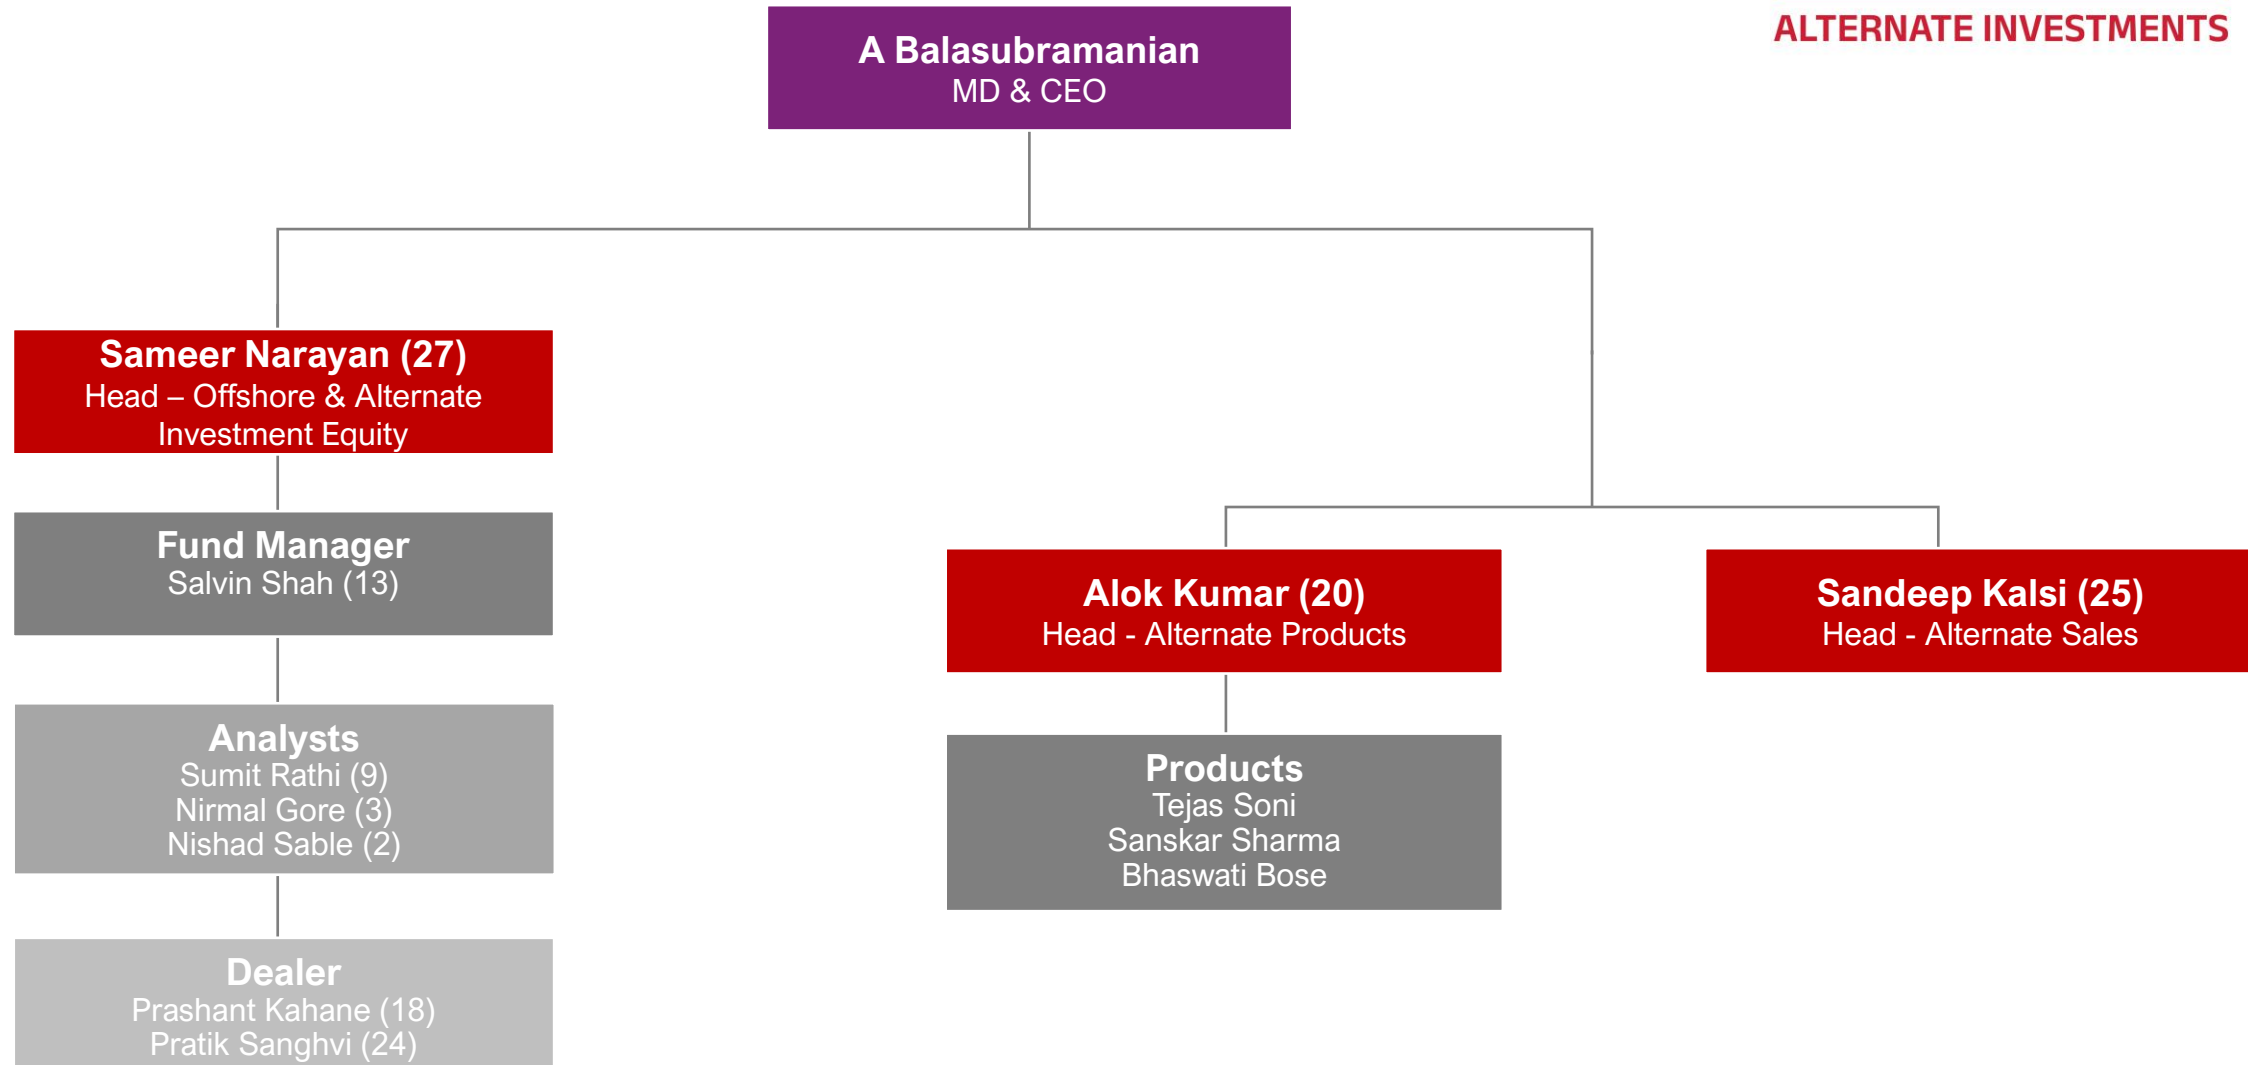 ALTERNATE INVESTMENTS
A Balasubramanian
MD & CEO
Sameer Narayan (27)
Head – Offshore & Alternate
Investment Equity
Fund Manager
Salvin Shah (13)
Analysts
Sumit Rathi (9)
Nirmal Gore (3)
Nishad Sable (2)
Dealer
Prashant Kahane (18)
Pratik Sanghvi (24)
Alok Kumar (20)
Head - Alternate Products
Products
Tejas Soni
Sanskar Sharma
Bhaswati Bose
Sandeep Kalsi (25)
Head - Alternate Sales